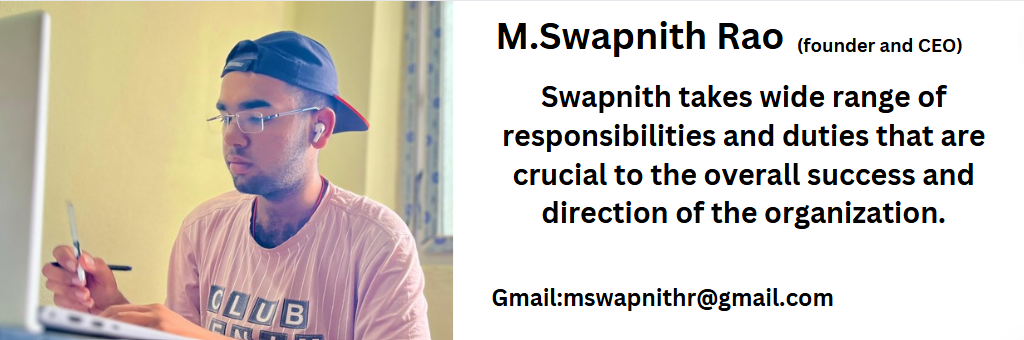 M.Swapnith Rao (founder and CEO)
Swapnith takes wide range of
responsibilities and duties that are
crucial to the overall success and
direction of the organization.
Gmail:mswapnithr@gmail.com
CLUB